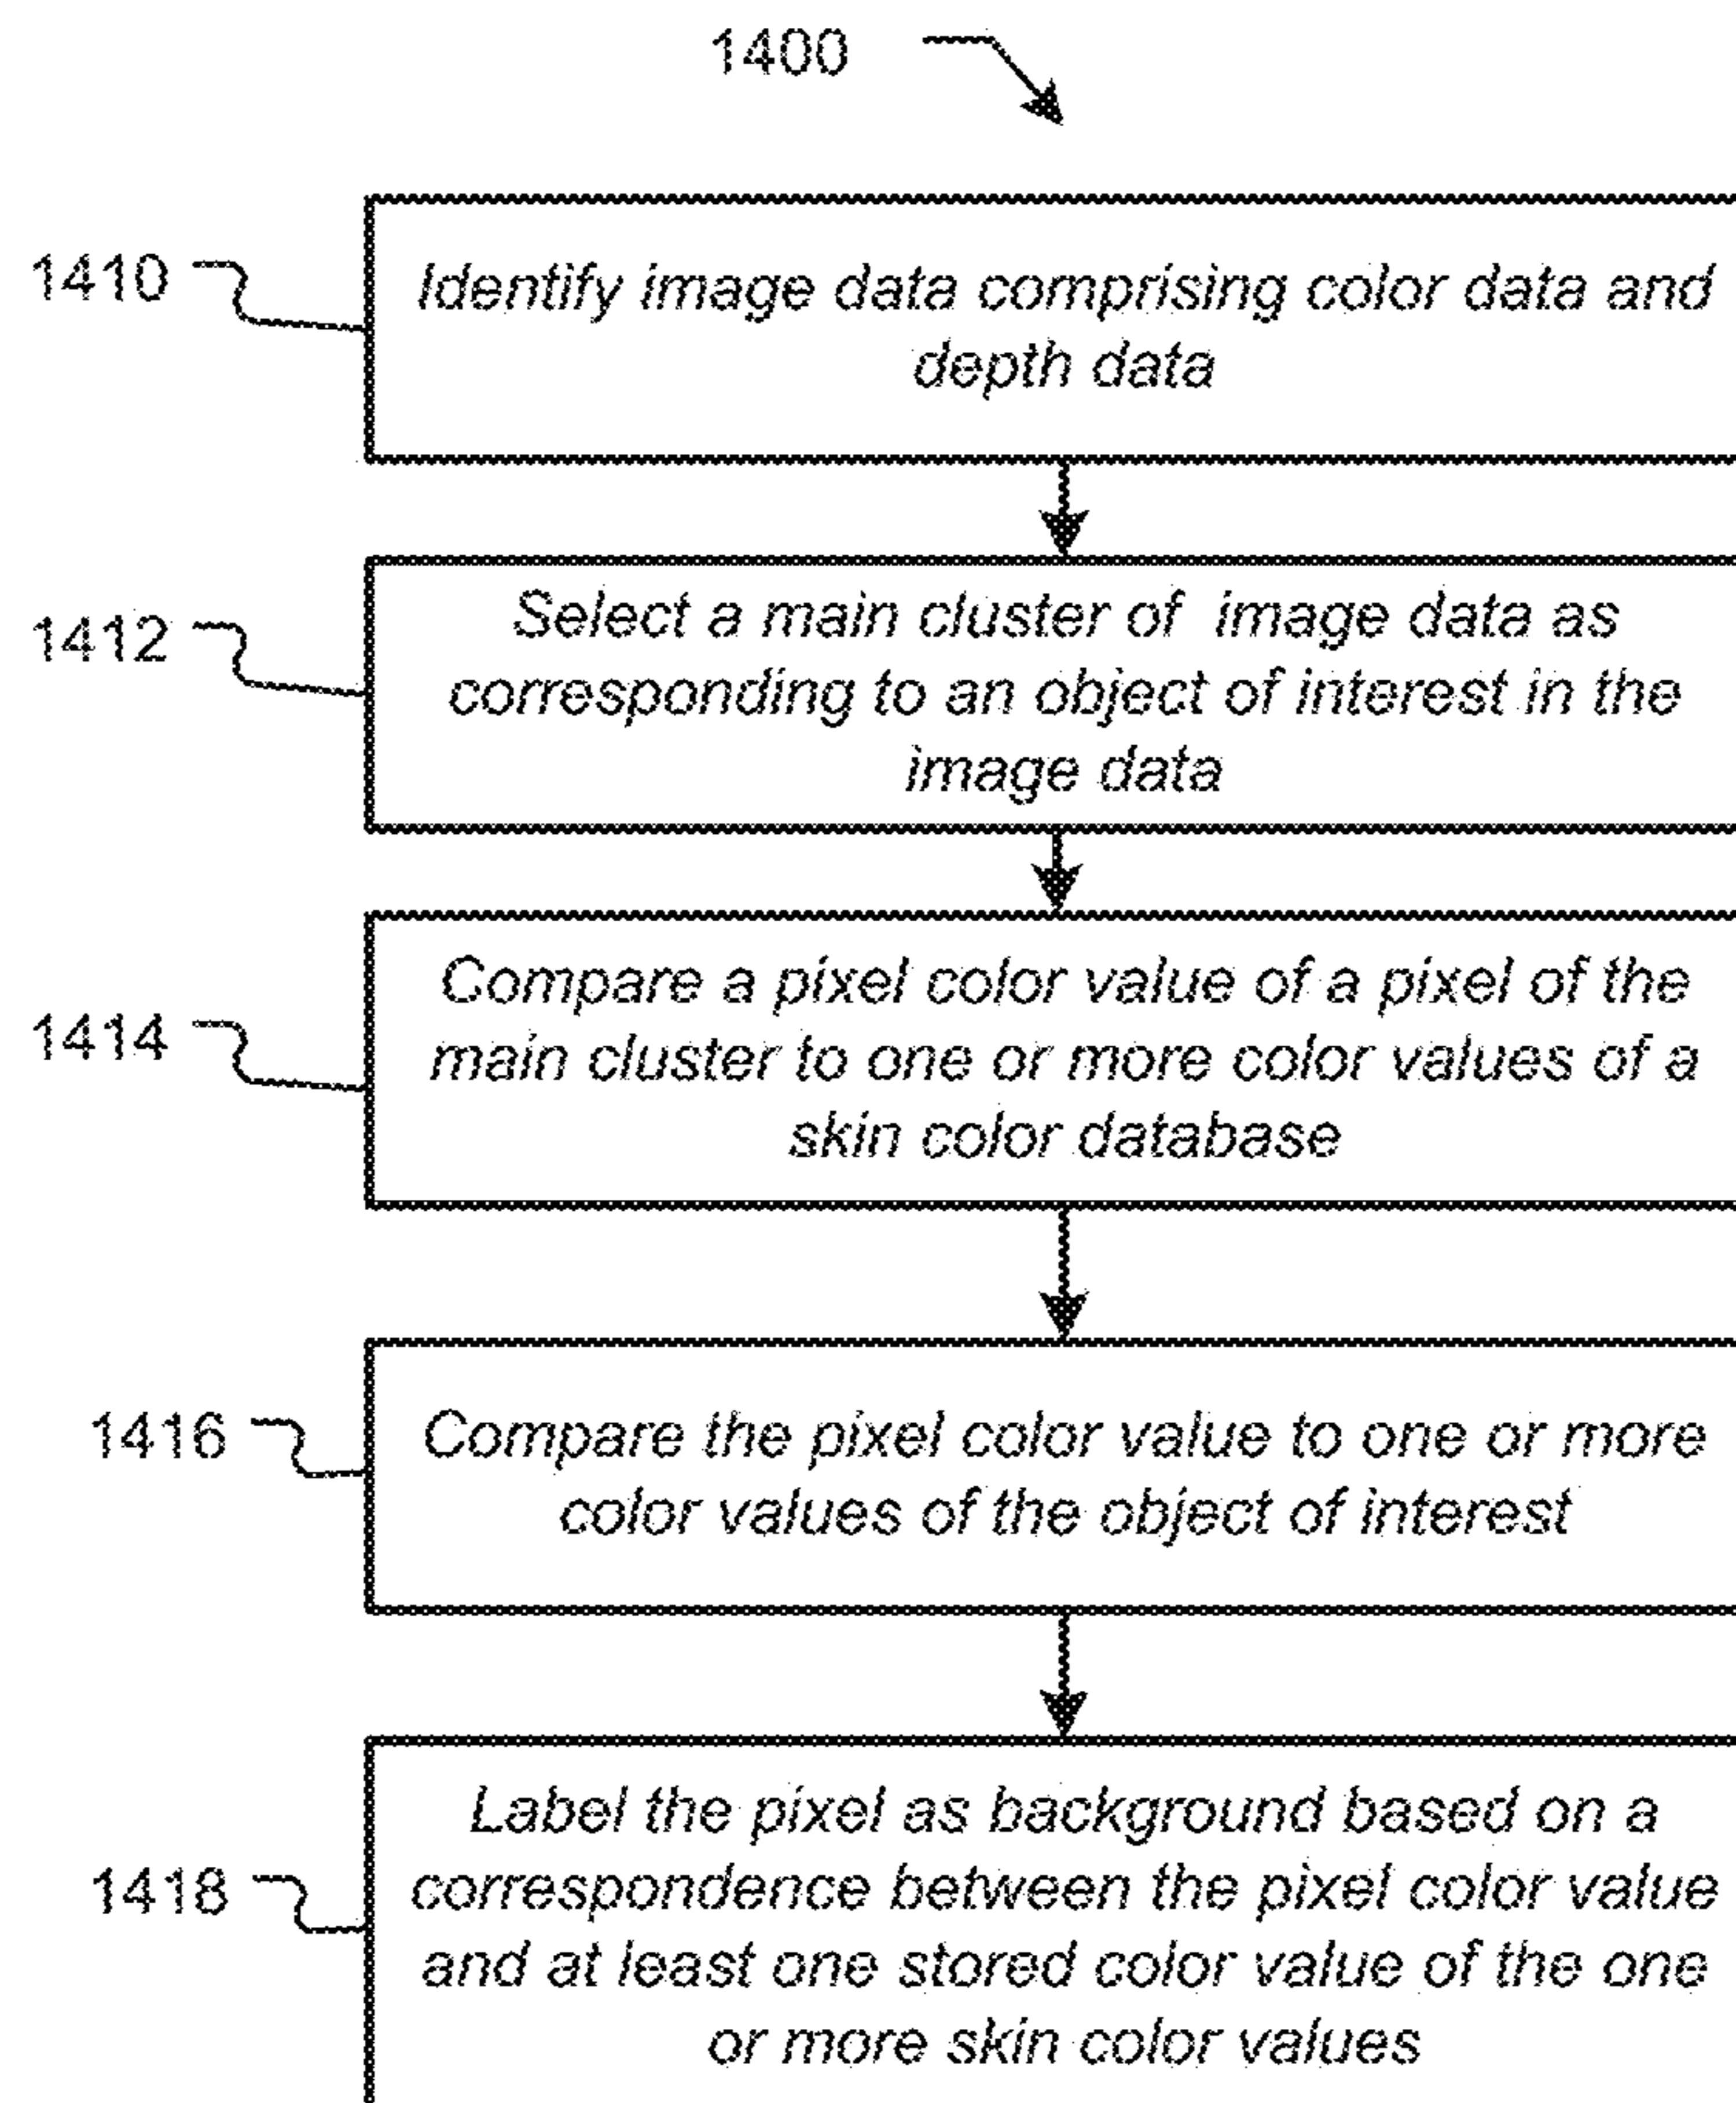 1400
1410
Identify image data comprising color data and
depth data
1412
Select a main cluster of image data as
corresponding to an object of interest in the
image data
1414
Compare a pixel color value of a pixel of the
main cluster to one or more color values of a
skin color database
1416
Compare the pixel color value to one or more
color values of the object of interest
1418
Label the pixel as background based on a
correspondence between the pixel color value
and at least one stored color value of the one
or more skin color values